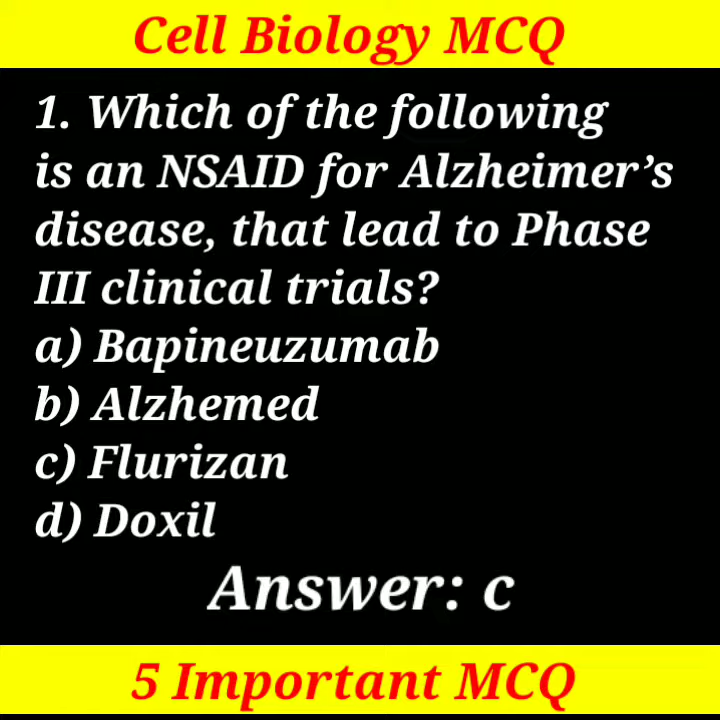 Cell Biology MCQ
1. Which of the following
is an NSAID for Alzheimer’s
disease, that lead to Phase
III clinical trials?
a) Bapineuzumab
b) Alzhemed
c) Flurizan
d) Doxil
Answer: c
5 Important MCQ